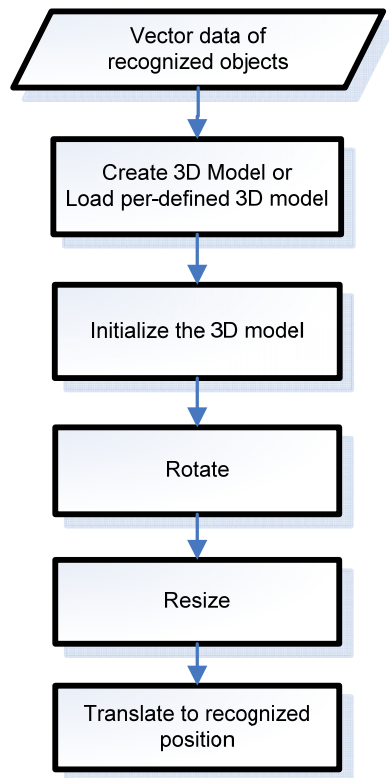 Vector data of
recognized objects
Create 3D Model or
Load per-defined 3D model
Initialize the 3D model
Rotate
Resize
Translate to recognized
position